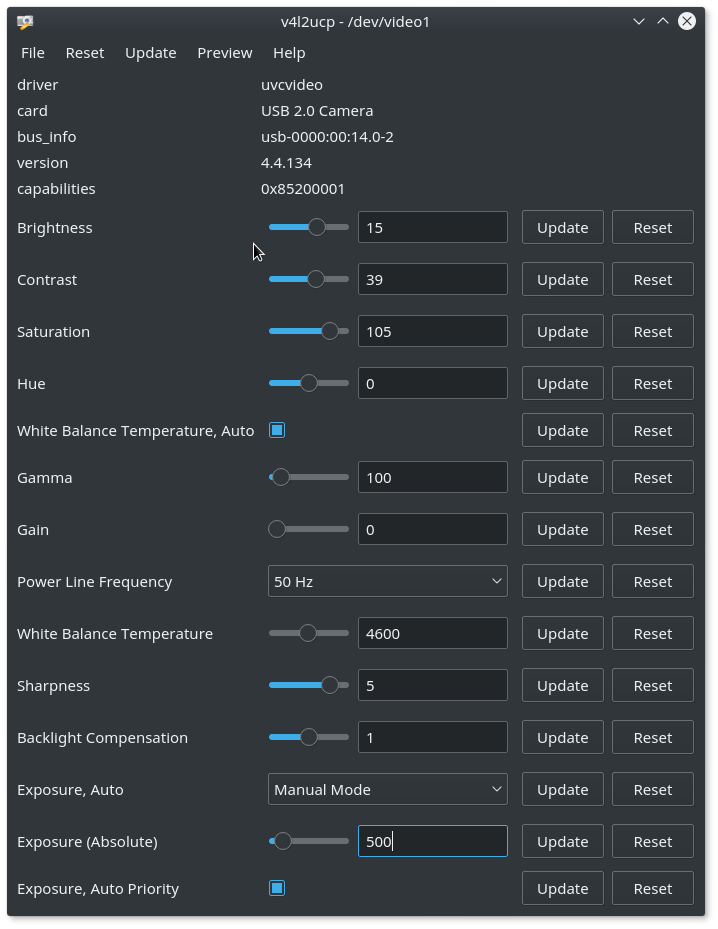 v4l2ucp - /dev/video1
File Reset Update Preview Help
driver uvcvideo
card USB 2.0 Camera
bus_info usb-0000:00:14.0-2
version 4.4.134
capabilities 0x85200001
Brightness 15 Update Reset
Contrast 39 Update Reset
Saturation 105 Update Reset
Hue 0 Update Reset
White Balance Temperature, Auto Update Reset
Gamma 100 Update Reset
Gain 0 Update Reset
Power Line Frequency 50 Hz Update Reset
White Balance Temperature 4600 Update Reset
Sharpness 5 Update Reset
Backlight Compensation 1 Update Reset
Exposure, Auto Manual Mode Update Reset
Exposure (Absolute) 500 Update Reset
Exposure, Auto Priority Update Reset